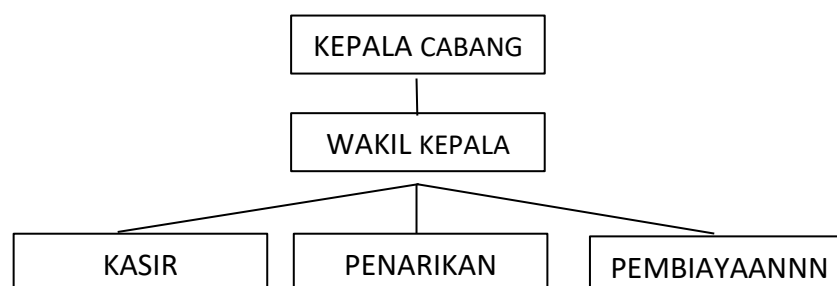 KEPALA CABANG
WAKIL KEPALA
KASIR
PENARIKAN
PEMBIAYAANNN